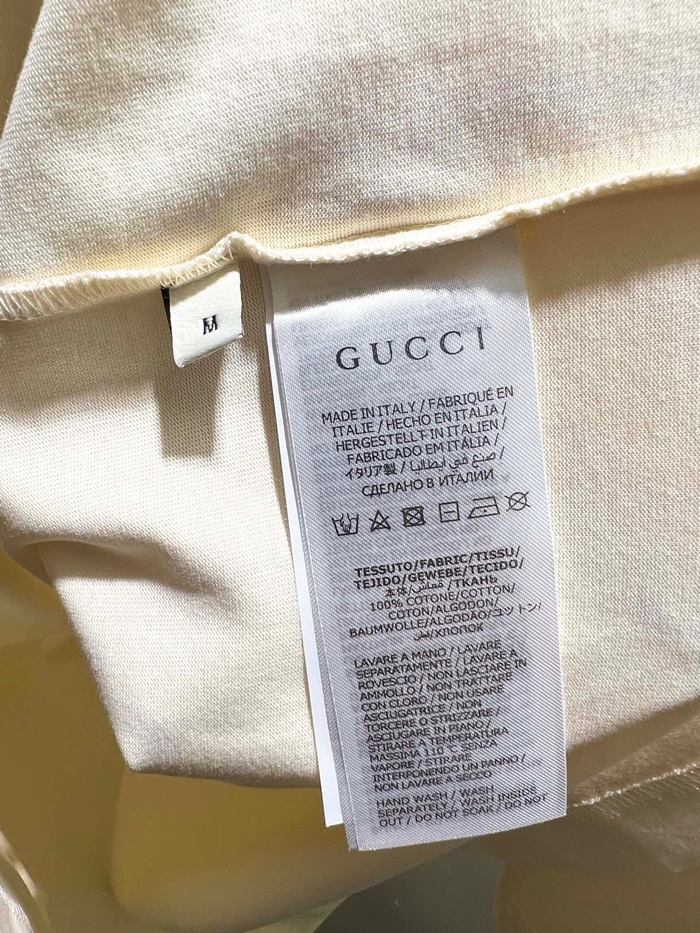 M
GUCCI
MADE IN ITALY / FABRIQUÉ EN
ITALIE / HECHO EN ITALIA /
HERGESTELLT IN ITALIEN /
FABRICADO EM ITÁLIA /
イタリア製 / صنع في ايطاليا /
СДЕЛАНО В ИТАЛИИ
TESSUTO/FABRIC/TISSU/
TEJIDO/GEWEBE/TECIDO/
本体/قماش/ТКАНЬ
100% COTONE/COTTON/
COTON/ALGODON/
BAUMWOLLE/ALGODÃO/コットン/
قطن/ХЛОПОК
LAVARE A MANO / LAVARE
SEPARATAMENTE / LAVARE A
ROVESCIO / NON LASCIARE IN
AMMOLLO / NON TRATTARE
CON CLORO / NON USARE
ASCIUGATRICE / NON
TORCERE O STRIZZARE /
ASCIUGARE IN PIANO /
STIRARE A TEMPERATURA
MASSIMA 110°C SENZA
VAPORE / STIRARE
INTERPONENDO UN PANNO /
NON LAVARE A SECCO
HAND WASH / WASH
SEPARATELY / WASH INSIDE
OUT / DO NOT SOAK / DO NOT